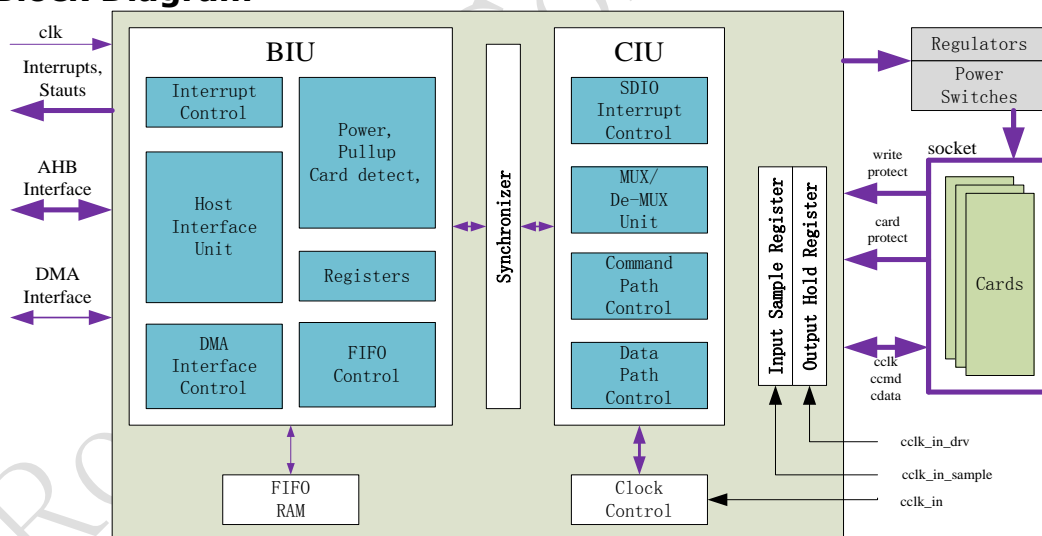 Block Diagram
clk
Interrupts,
Stauts
AHB
Interface
DMA
Interface
BIU
Interrupt
Control
Power,
Pullup
Card detect,
Host
Interface
Unit
Registers
DMA
Interface
Control
FIFO
Control
FIFO
RAM
Synchronizer
CIU
SDIO
Interrupt
Control
MUX/
De-MUX
Unit
Command
Path
Control
Data
Path
Control
Clock
Control
Input Sample Register
Output Hold Register
Regulators
Power
Switches
socket
write
protect
card
protect
Cards
cclk
ccmd
cdata
cclk_in_drv
cclk_in_sample
cclk_in